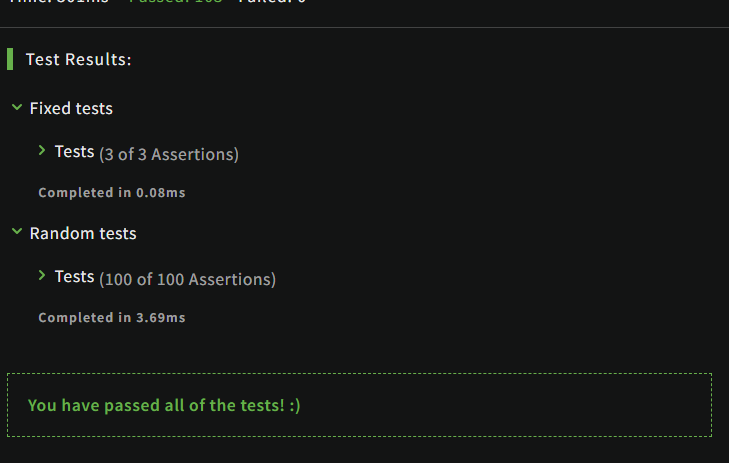 Test Results:
Fixed tests
Tests (3 of 3 Assertions)
Completed in 0.08ms
Random tests
Tests (100 of 100 Assertions)
Completed in 3.69ms
You have passed all of the tests! :)